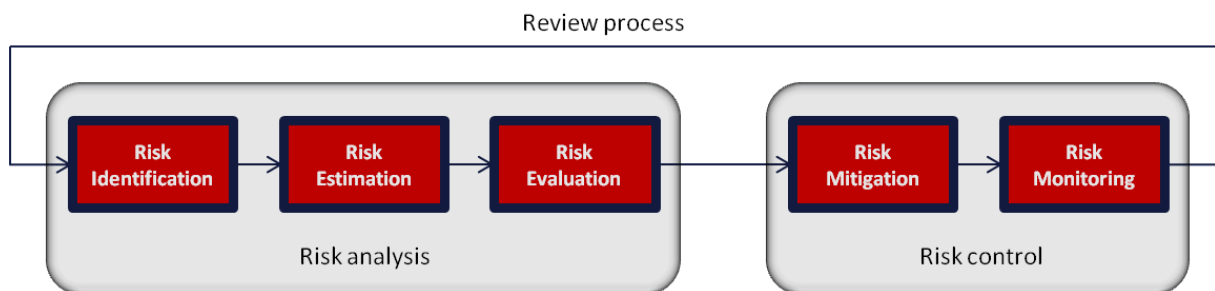 Review process
Risk
Identification
Risk
Estimation
Risk
Evaluation
Risk
Mitigation
Risk
Monitoring
Risk analysis
Risk control